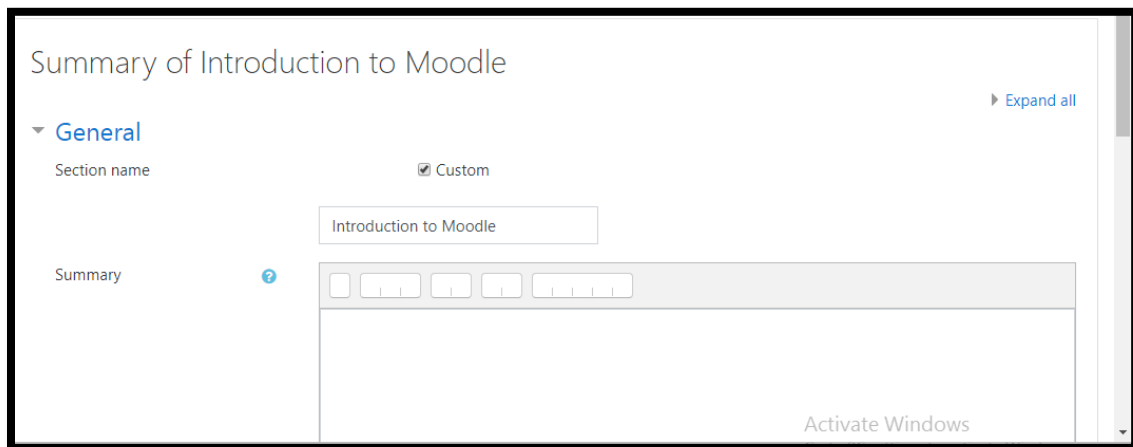 Summary of Introduction to Moodle
Expand all
General
Section name
Custom
Introduction to Moodle
Summary
Activate Windows